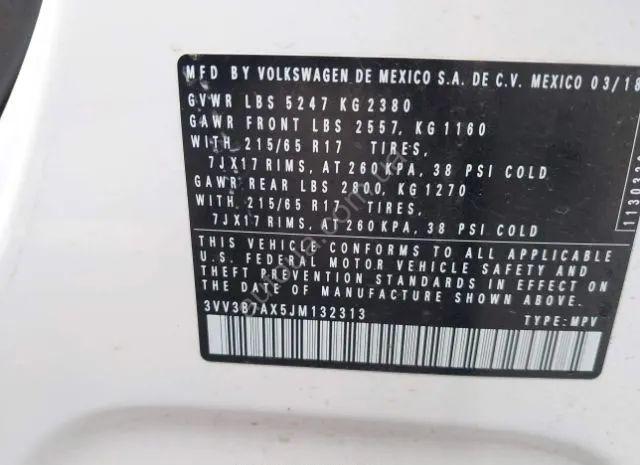 MFD BY VOLKSWAGEN DE MEXICO S.A. DE C.V. MEXICO 03/18
GVWR LBS 5247 KG 2380
GAWR FRONT LBS 2557, KG 1160
WITH 215/65 R17 TIRES,
7JX17 RIMS, AT 260 KPA, 38 PSI COLD
GAWR REAR LBS 2800, KG 1270
WITH 215/65 R17 TIRES,
7JX17 RIMS, AT 260 KPA, 38 PSI COLD
THIS VEHICLE CONFORMS TO ALL APPLICABLE
U.S. FEDERAL MOTOR VEHICLE SAFETY AND
THEFT PREVENTION STANDARDS IN EFFECT ON
THE DATE OF MANUFACTURE SHOWN ABOVE.
3VV3B7AX5JM132313
TYPE:MPV